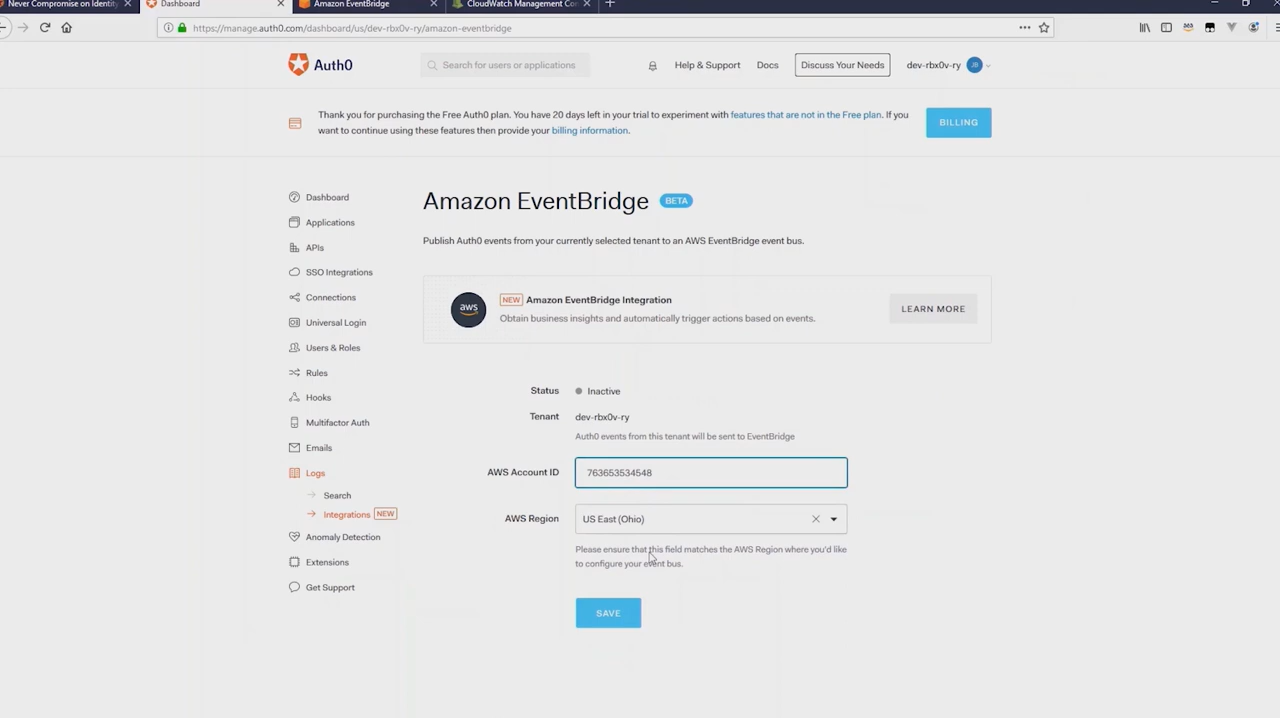 Never Compromise on Identity
Dashboard
Amazon EventBridge
CloudWatch Management Co
https://manage.auth0.com/dashboard/us/dev-rbx0v-ry/amazon-eventbridge
Auth0
Search for users or applications
Help & Support
Docs
Discuss Your Needs
dev-rbx0v-ry
JB
Thank you for purchasing the Free Auth0 plan. You have 20 days left in your trial to experiment with features that are not in the Free plan. If you
want to continue using these features then provide your billing information.
BILLING
Dashboard
Applications
APIs
SSO Integrations
Connections
Universal Login
Users & Roles
Rules
Hooks
Multifactor Auth
Emails
Logs
Search
Integrations NEW
Anomaly Detection
Extensions
Get Support
Amazon EventBridge BETA
Publish Auth0 events from your currently selected tenant to an AWS EventBridge event bus.
aws
NEW Amazon EventBridge Integration
Obtain business insights and automatically trigger actions based on events.
LEARN MORE
Status Inactive
Tenant dev-rbx0v-ry
Auth0 events from this tenant will be sent to EventBridge
AWS Account ID 763653534548
AWS Region US East (Ohio)
Please ensure that this field matches the AWS Region where you'd like
to configure your event bus.
SAVE